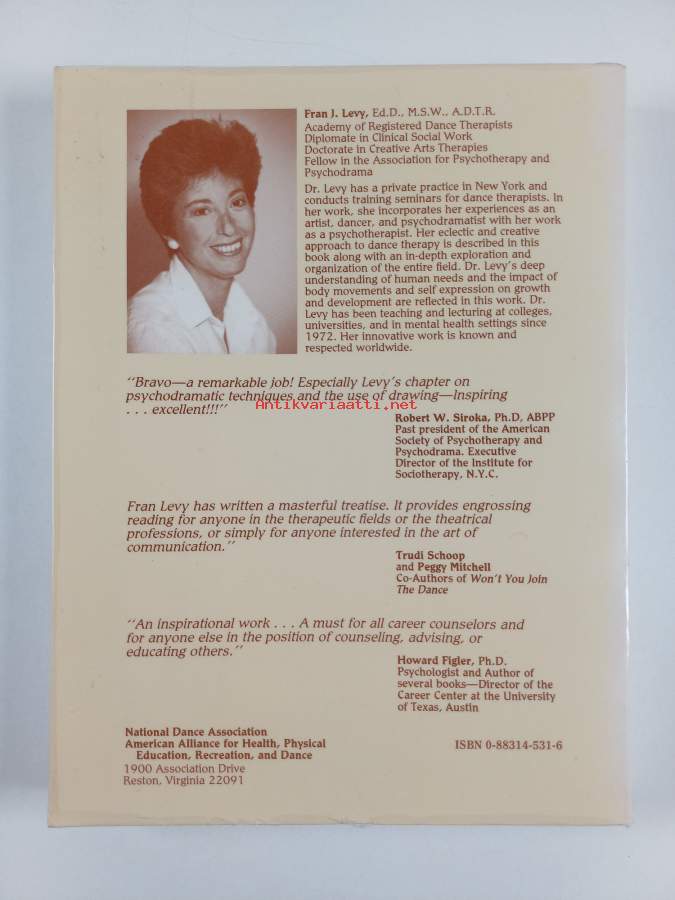 Fran J. Levy, Ed.D., M.S.W., A.D.T.R.
Academy of Registered Dance Therapists
Diplomate in Clinical Social Work
Doctorate in Creative Arts Therapies
Fellow in the Association for Psychotherapy and
Psychodrama
Dr. Levy has a private practice in New York and
conducts training seminars for dance therapists. In
her work, she incorporates her experiences as an
artist, dancer, and psychodramatist with her work
as a psychotherapist. Her eclectic and creative
approach to dance therapy is described in this
book along with an in-depth exploration and
organization of the entire field. Dr. Levy's deep
understanding of human needs and the impact of
body movements and self expression on growth
and development are reflected in this work. Dr.
Levy has been teaching and lecturing at colleges,
universities, and in mental health settings since
1972. Her innovative work is known and
respected worldwide.
"Bravo—a remarkable job! Especially Levy's chapter on
psychodramatic techniques and the use of drawing—Inspiring
. . . excellent!!!"
Antikvariaatti.net
Robert W. Siroka, Ph.D, ABPP
Past president of the American
Society of Psychotherapy and
Psychodrama. Executive
Director of the Institute for
Sociotherapy, N.Y.C.
Fran Levy has written a masterful treatise. It provides engrossing
reading for anyone in the therapeutic fields or the theatrical
professions, or simply for anyone interested in the art of
communication."
Trudi Schoop
and Peggy Mitchell
Co-Authors of Won't You Join
The Dance
"An inspirational work . . . A must for all career counselors and
for anyone else in the position of counseling, advising, or
educating others."
Howard Figler, Ph.D.
Psychologist and Author of
several books—Director of the
Career Center at the University
of Texas, Austin
National Dance Association
American Alliance for Health, Physical
Education, Recreation, and Dance
1900 Association Drive
Reston, Virginia 22091
ISBN 0-88314-531-6